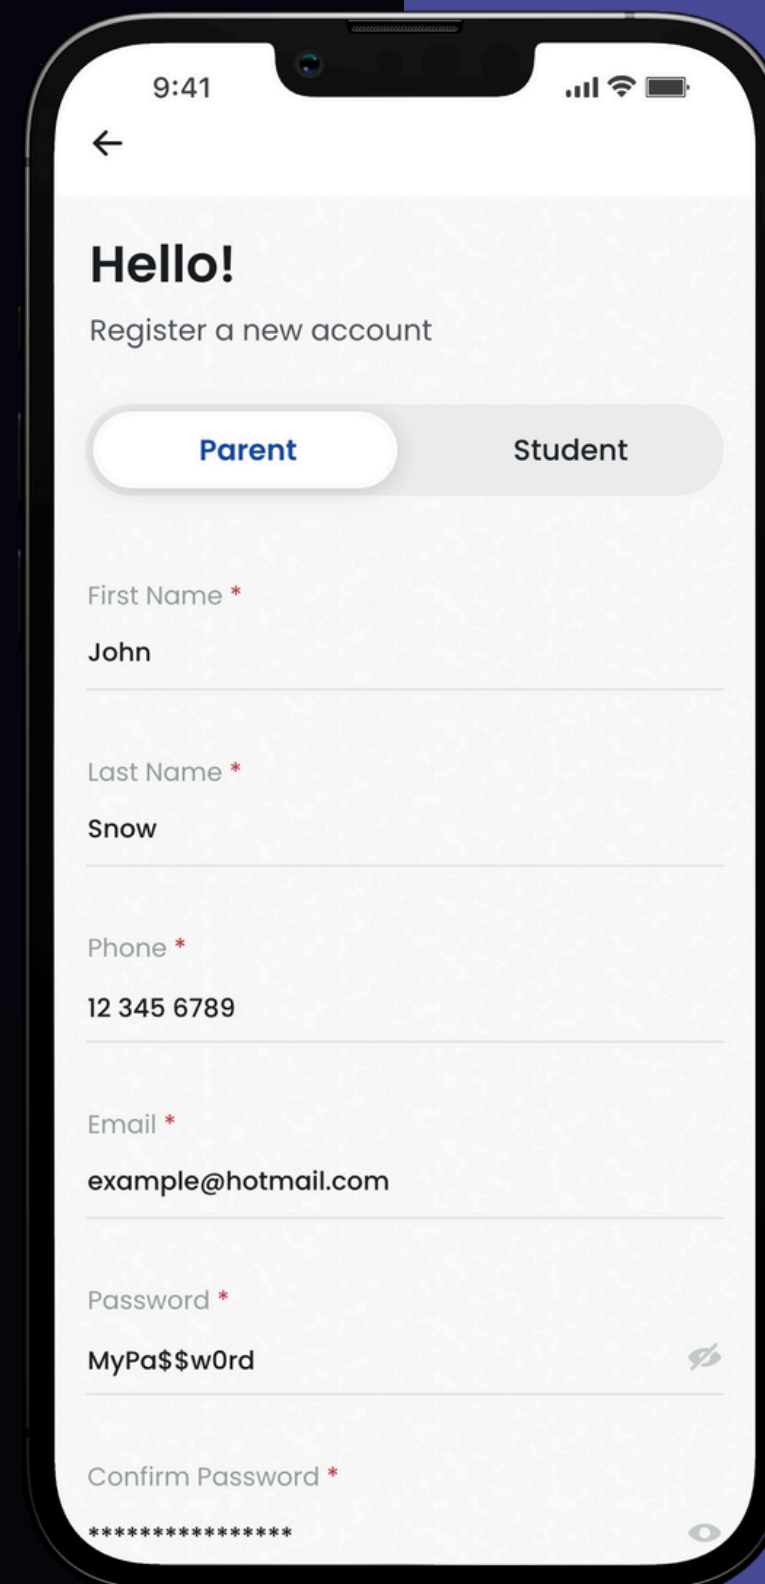 9:41
Hello!
Register a new account
Parent Student
First Name *
John
Last Name *
Snow
Phone *
12 345 6789
Email *
example@hotmail.com
Password *
MyPa$$w0rd
Confirm Password *
****************